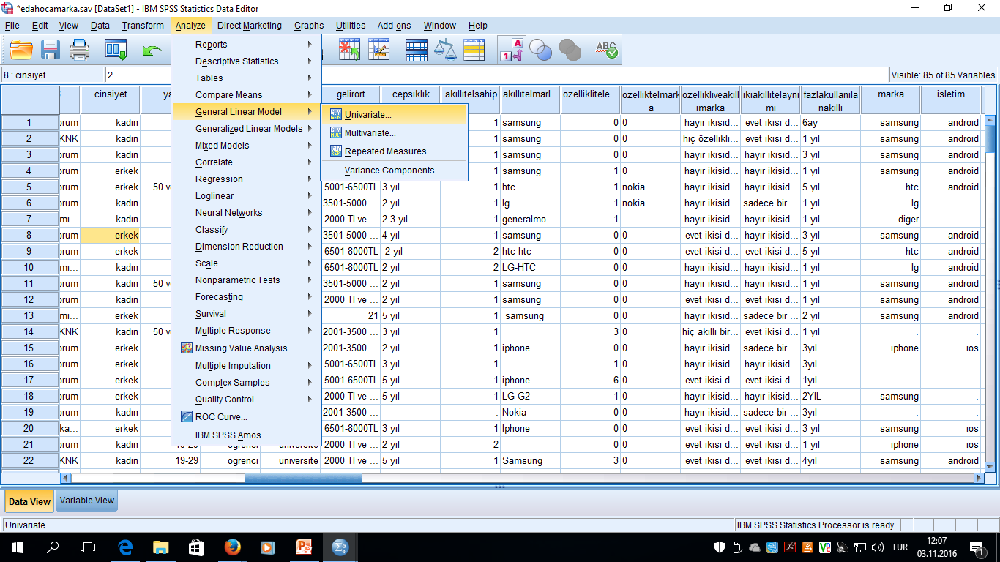 *edahocamarka.sav [DataSet1] - IBM SPSS Statistics Data Editor
File Edit View Data Transform Analyze Direct Marketing Graphs Utilities Add-ons Window Help
8 : cinsiyet 2 Visible: 85 of 85 Variables
Reports
Descriptive Statistics
Tables
Compare Means
General Linear Model
Generalized Linear Models
Mixed Models
Correlate
Regression
Loglinear
Neural Networks
Classify
Dimension Reduction
Scale
Nonparametric Tests
Forecasting
Survival
Multiple Response
Missing Value Analysis...
Multiple Imputation
Complex Samples
Quality Control
ROC Curve...
IBM SPSS Amos...
Univariate...
Multivariate...
Repeated Measures...
Variance Components...
cinsiyet ya gelirort cepsıklık akıllıtelsahip akıllıtelmarl... ozelliklitele... ozelliktelmarka ozellıklıveakıllıımarka ikiakıllıtelaynımı fazlakullanılanakıllı marka isletim
1 orum kadın 1 samsung 0 0 hayır ikisid... evet ikisi d... 6ay samsung android
2 KNK kadın 1 samsung 0 0 hiç özellikli... evet ikisi d... 1 yıl samsung android
3 orum kadın 1 samsung 0 0 hayır ikisid... hayır ikisid... 3 yıl samsung android
4 orum erkek 1 samsung 1 0 hayır ikisid... hayır ikisid... 1 yıl samsung android
5 orum erkek 50 v 5001-6500TL 3 yıl 1 htc 1 nokia hayır ikisid... hayır ikisid... 5 yıl htc android
6 orum kadın 3501-5000 ... 2 yıl 1 lg 1 nokia hayır ikisid... sadece bir ... 1 yıl lg .
7 mı... kadın 2000 Tl ve ... 2-3 yıl 1 generalmo... 1 hayır ikisid... hayır ikisid... 1 yıl diger .
8 orum erkek 3501-5000 ... 4 yıl 1 samsung 0 0 evet ikisi d... hayır ikisid... 3 yıl samsung android
9 orum erkek 6501-8000TL 2 yıl 2 htc-htc 0 0 evet ikisi d... hayır ikisid... 5 yıl htc android
10 mı... kadın 6501-8000TL 2 yıl 2 LG-HTC 0 0 hayır ikisid... hayır ikisid... 1 yıl lg android
11 orum kadın 50 v 3501-5000 ... 2 yıl 1 samsung 0 0 hayır ikisid... hayır ikisid... 1 yıl samsung android
12 orum kadın 2000 Tl ve ... 2 yıl 1 samsung 0 0 evet ikisi d... evet ikisi d... 1 yıl samsung android
13 mı... erkek 21 5 yıl 1 samsung 0 0 hayır ikisid... sadece bir ... 2 yıl samsung android
14 KNK kadın 50 v 2001-3500 ... 3 yıl 1 3 0 hiç akıllı bir... evet ikisi d... 1 yıl . .
15 orum erkek 2001-3500 ... 2 yıl 1 iphone 0 0 hayır ikisid... sadece bir ... 3yıl ıphone ıos
16 orum erkek 5001-6500TL 3 yıl 1 1 0 hayır ikisid... hayır ikisid... 3yıl . .
17 orum erkek 5001-6500TL 5 yıl 1 iphone 6 0 evet ikisi d... evet ikisi d... 1yıl . .
18 orum erkek 6501-8000TL 5 yıl 1 LG G2 0 0 hayır ikisid... evet ikisi d... 2YIL samsung .
19 orum erkek 2001-3500 ... . Nokia 0 0 hayır ikisid... sadece bir ... 3yıl . .
20 ka... erkek 6501-8000TL 3 yıl 1 Iphone 0 0 evet ikisi d... evet ikisi d... 3 yıl samsung ıos
21 orum kadın 19-29 ogrenci universite 2000 Tl ve ... 2 yıl 2 0 0 evet ikisi d... evet ikisi d... 1 yıl ıphone ıos
22 KNK kadın 19-29 ogrenci universite 2000 Tl ve ... 5 yıl 1 Samsung 3 0 evet ikisi d... evet ikisi d... 4yıl samsung android
Data View Variable View
Univariate... IBM SPSS Statistics Processor is ready
TUR 12:07
03.11.2016 1